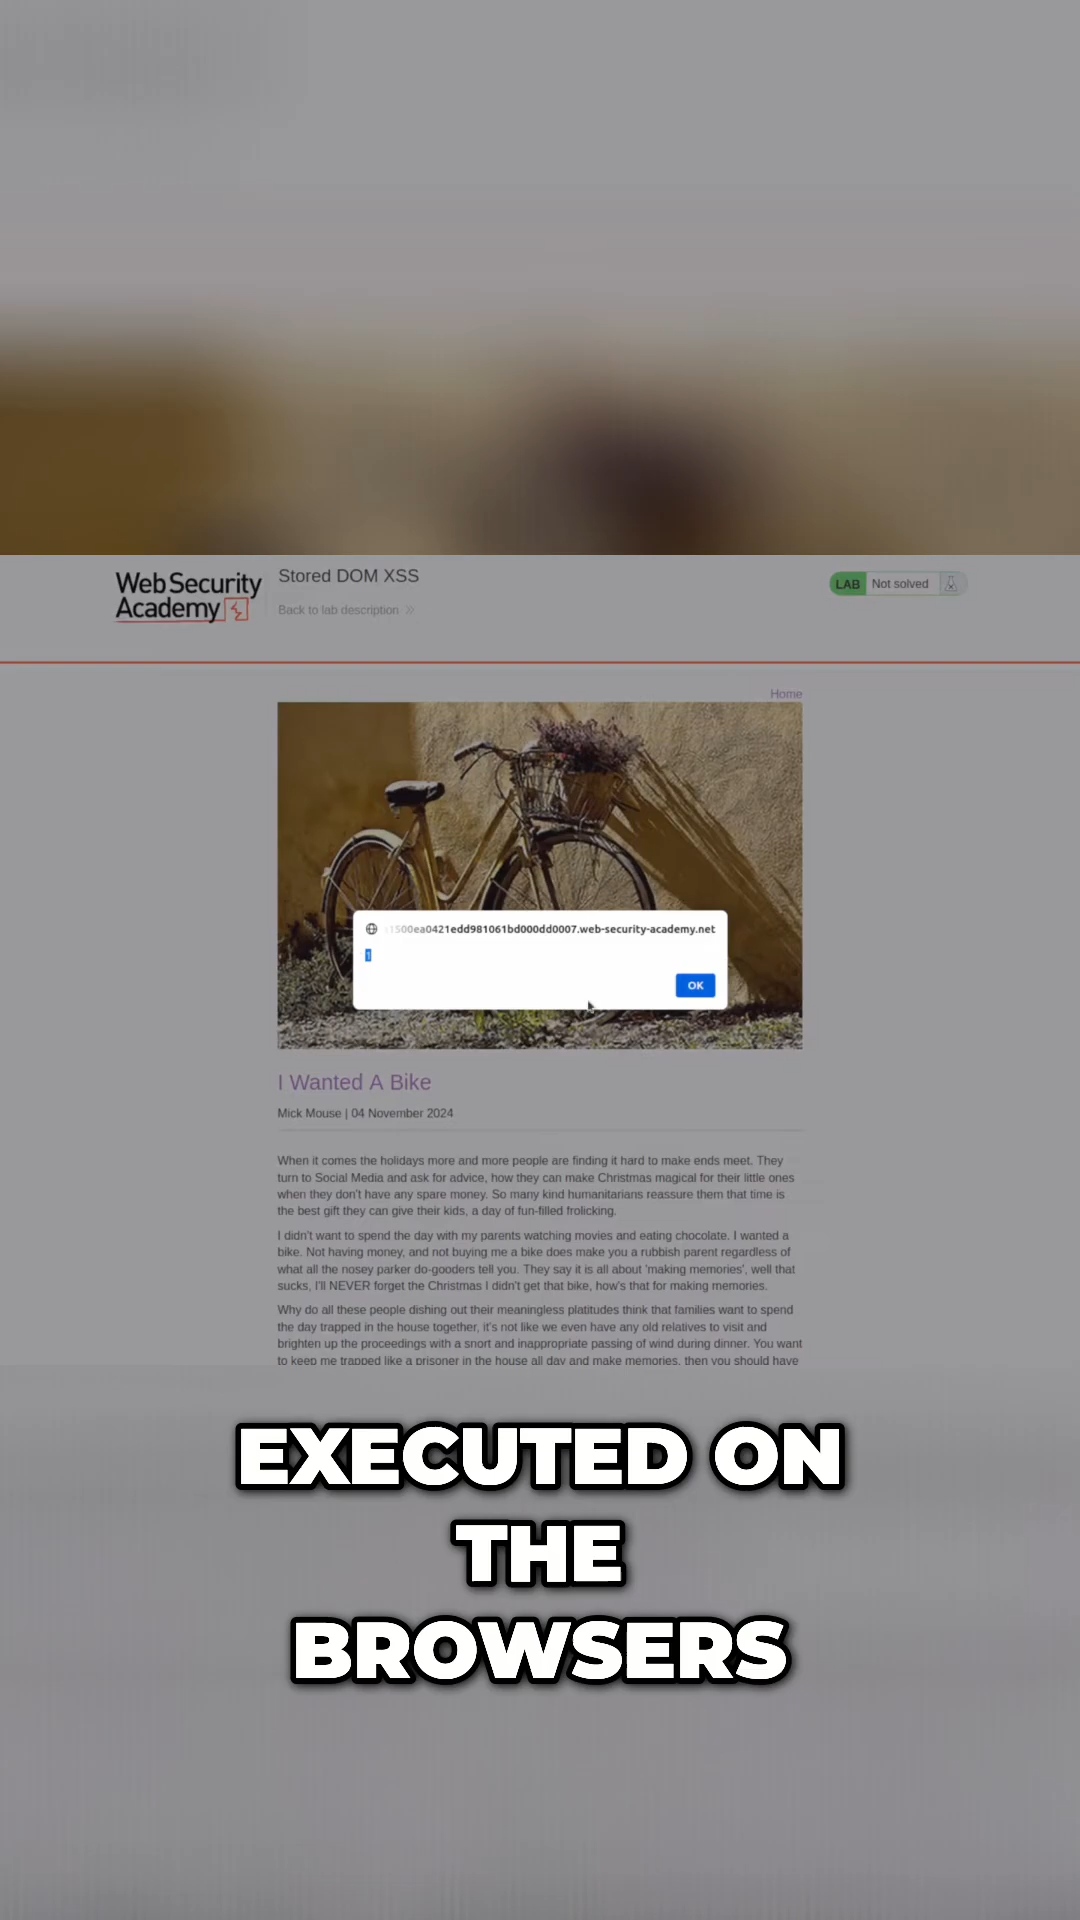 Web Security
Academy
Stored DOM XSS
Back to lab description
LAB Not solved
Home
1500ea0421edd981061bd000dd0007.web-security-academy.net
1
OK
I Wanted A Bike
Mick Mouse | 04 November 2024
When it comes the holidays more and more people are finding it hard to make ends meet. They
turn to Social Media and ask for advice, how they can make Christmas magical for their little ones
when they don't have any spare money. So many kind humanitarians reassure them that time is
the best gift they can give their kids, a day of fun-filled frolicking.
I didn't want to spend the day with my parents watching movies and eating chocolate. I wanted a
bike. Not having money, and not buying me a bike does make you a rubbish parent regardless of
what all the nosey parker do-gooders tell you. They say it is all about 'making memories', well that
sucks, I'll NEVER forget the Christmas I didn't get that bike, how's that for making memories.
Why do all these people dishing out their meaningless platitudes think that families want to spend
the day trapped in the house together, it's not like we even have any old relatives to visit and
brighten up the proceedings with a snort and inappropriate passing of wind during dinner. You want
to keep me trapped like a prisoner in the house all day and make memories, then you should have
EXECUTED ON
THE
BROWSERS